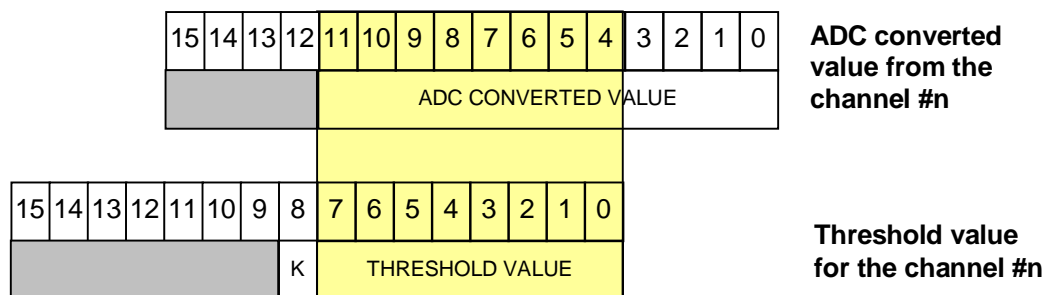 15 14 13 12 11 10 9 8 7 6 5 4 3 2 1 0
ADC CONVERTED VALUE
ADC converted
value from the
channel #n
15 14 13 12 11 10 9 8 7 6 5 4 3 2 1 0
K THRESHOLD VALUE
Threshold value
for the channel #n